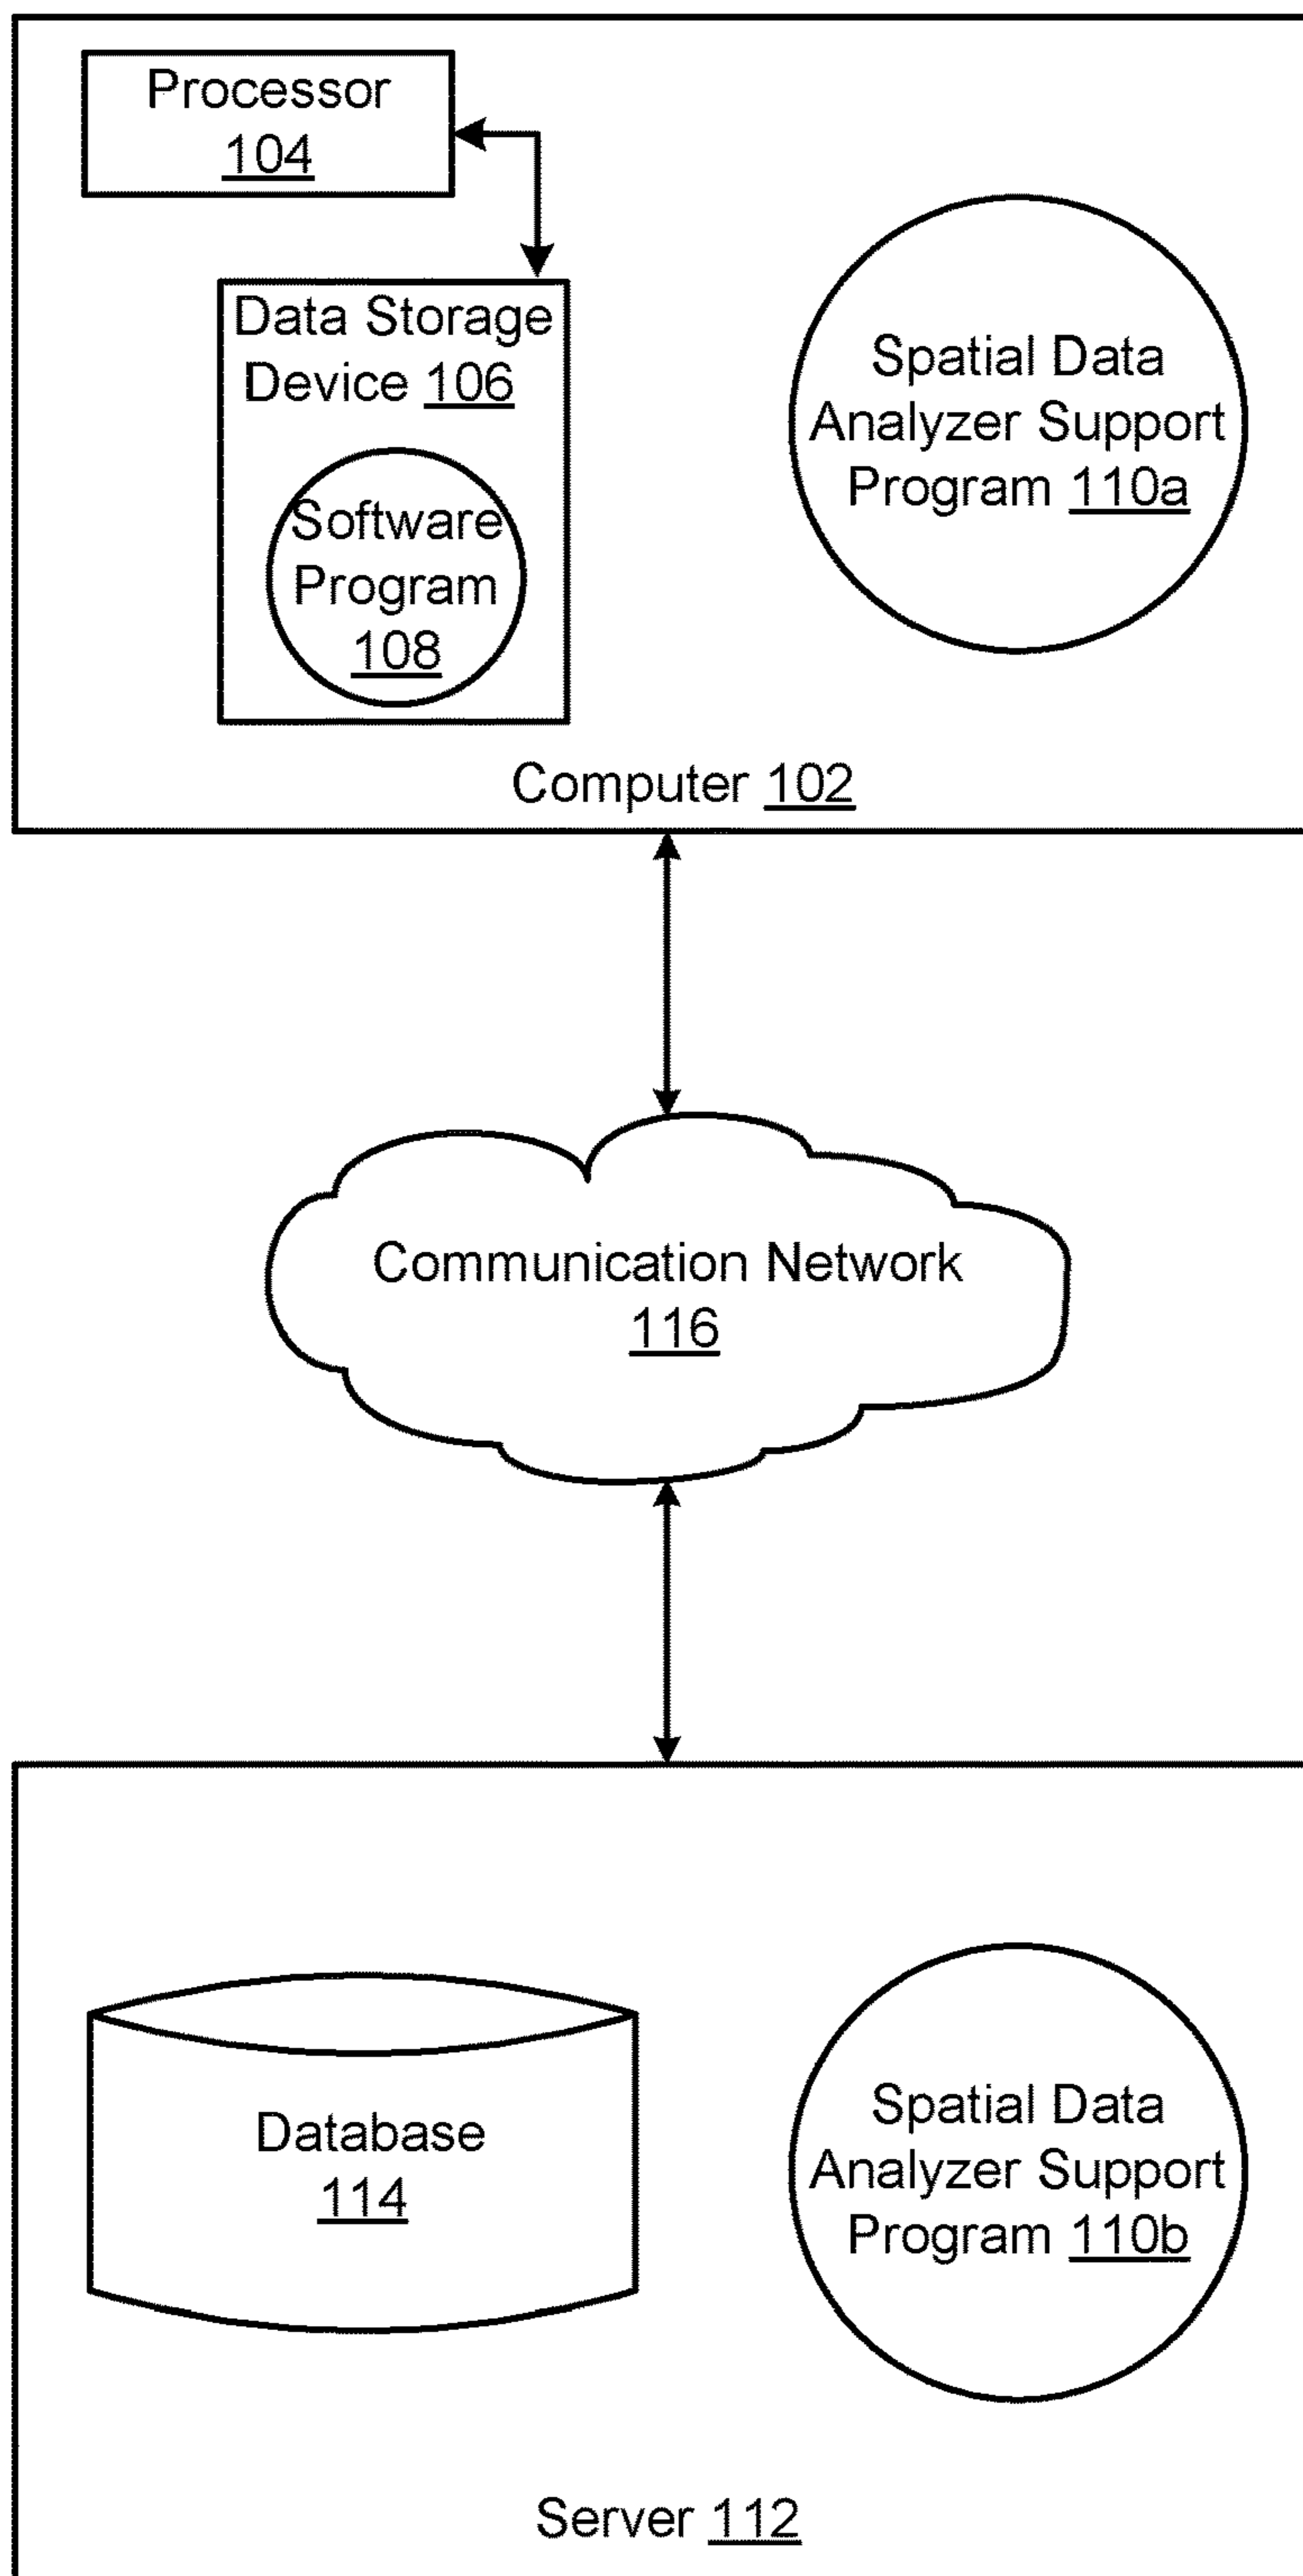 Processor
104
Data Storage
Device 106
Software
Program
108
Spatial Data
Analyzer Support
Program 110a
Computer 102
Communication Network
116
Database
114
Spatial Data
Analyzer Support
Program 110b
Server 112